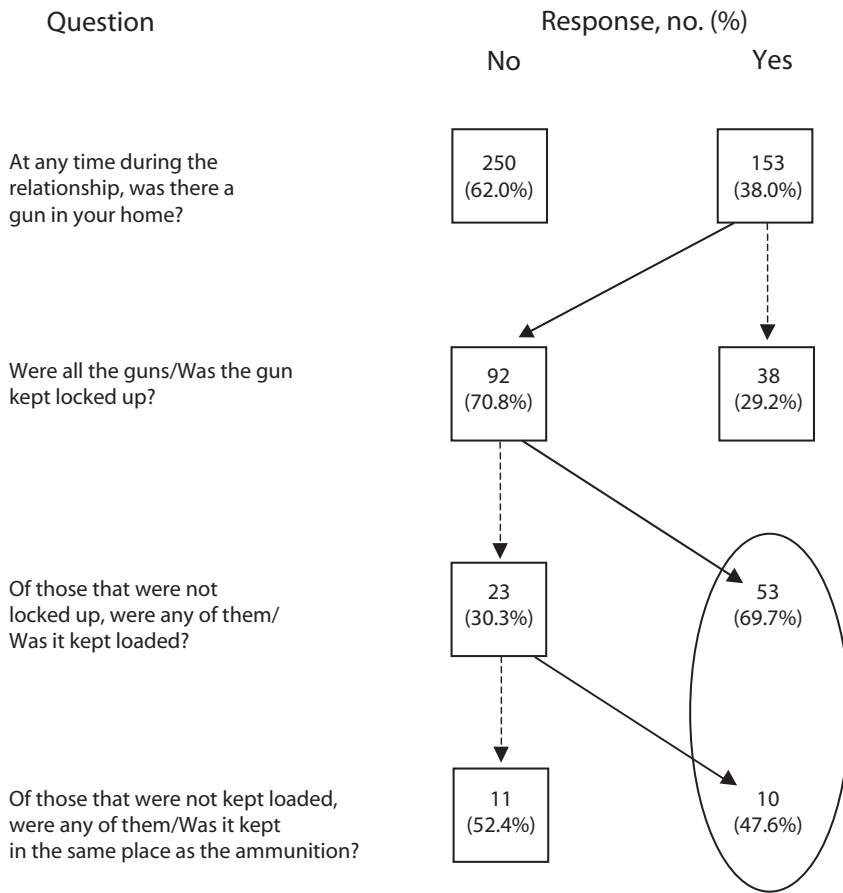 Question
Response, no. (%)
No
Yes
At any time during the
relationship, was there a
gun in your home?
250
(62.0%)
153
(38.0%)
Were all the guns/Was the gun
kept locked up?
92
(70.8%)
38
(29.2%)
Of those that were not
locked up, were any of them/
Was it kept loaded?
23
(30.3%)
53
(69.7%)
Of those that were not kept loaded,
were any of them/Was it kept
in the same place as the ammunition?
11
(52.4%)
10
(47.6%)